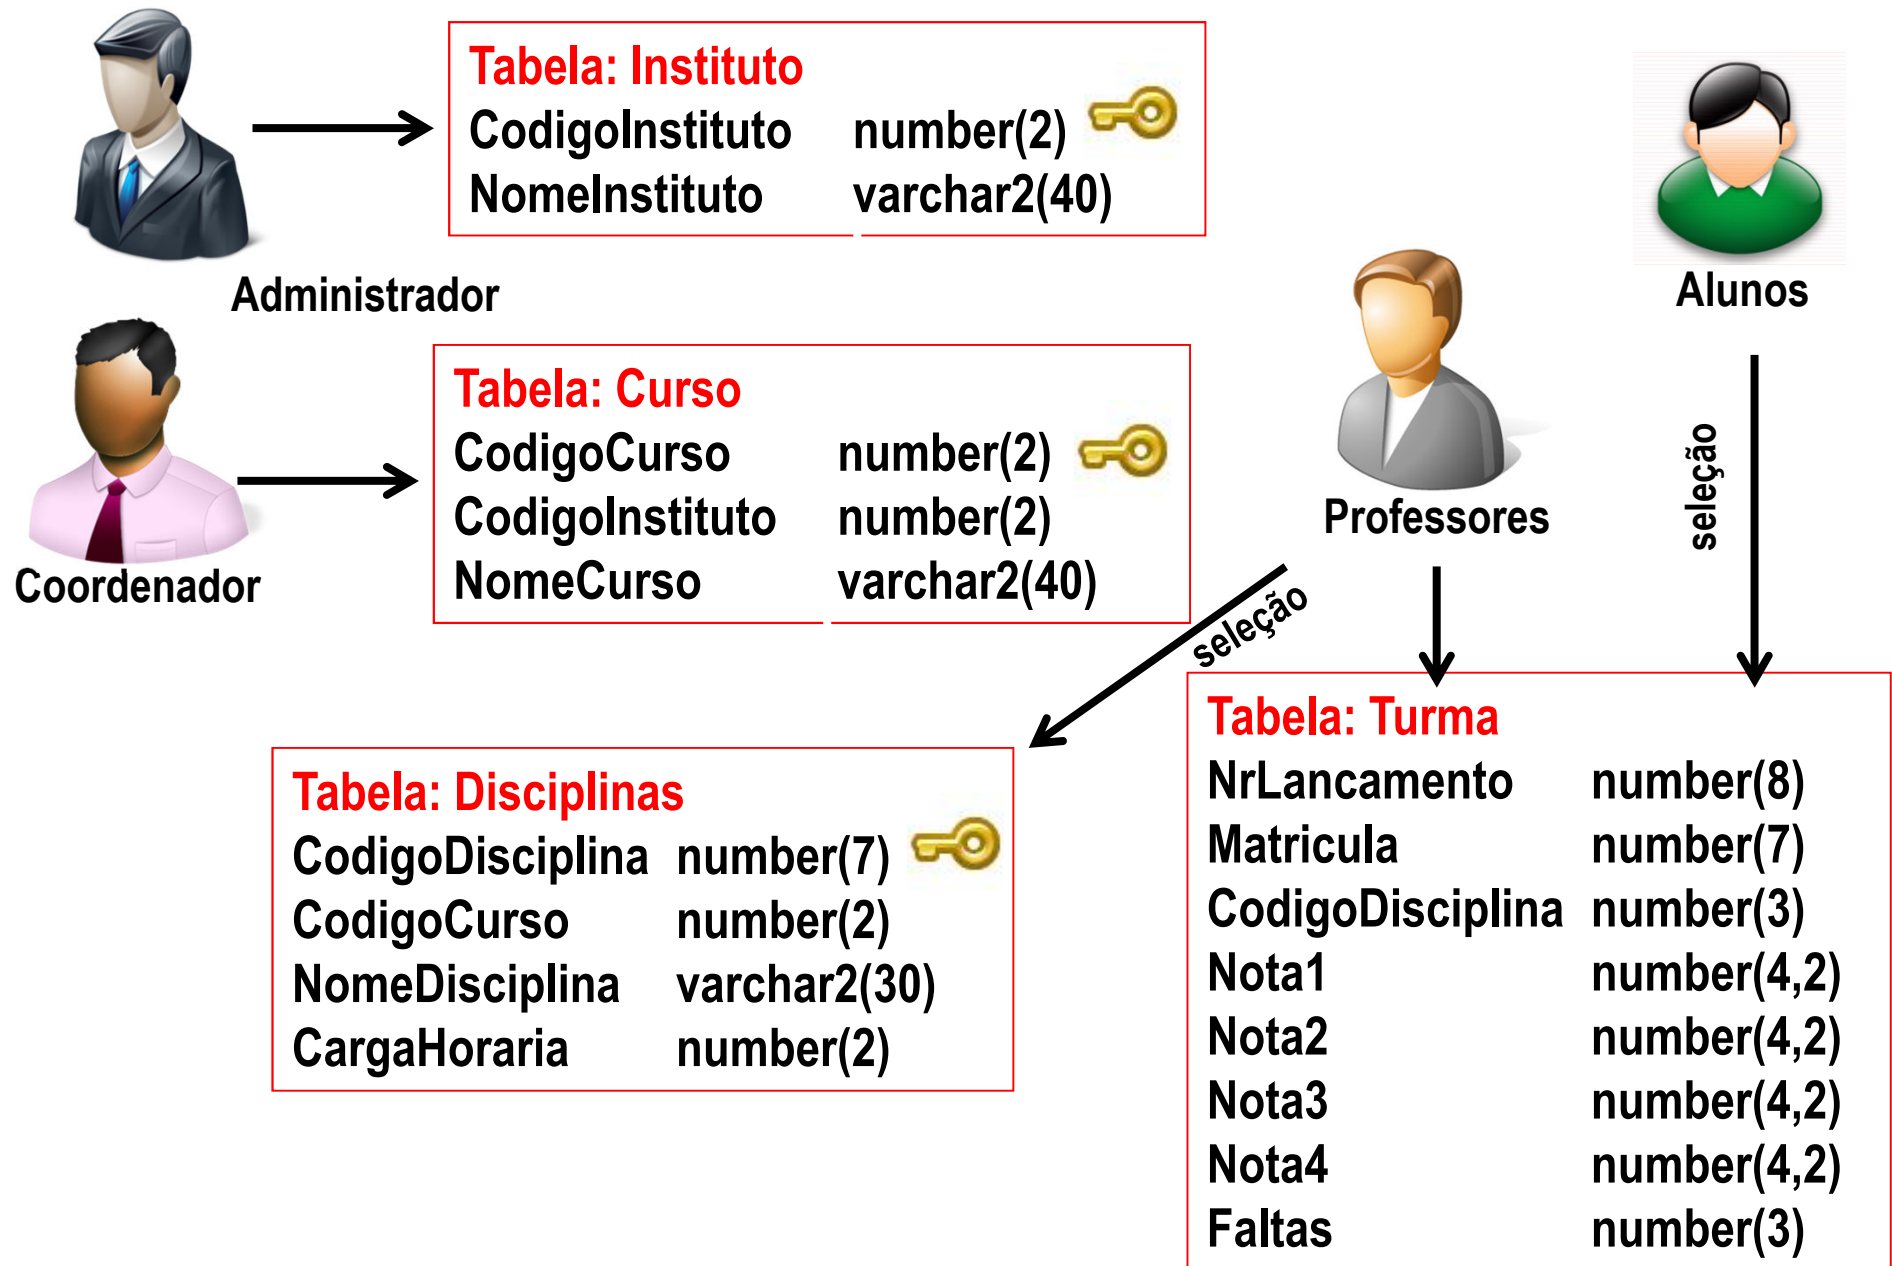 Tabela: Instituto
CodigoInstituto number(2)
NomeInstituto varchar2(40)
Administrador
Alunos
seleção
Tabela: Curso
CodigoCurso number(2)
CodigoInstituto number(2)
NomeCurso varchar2(40)
Coordenador
Professores
seleção
Tabela: Disciplinas
CodigoDisciplina number(7)
CodigoCurso number(2)
NomeDisciplina varchar2(30)
CargaHoraria number(2)
Tabela: Turma
NrLancamento number(8)
Matricula number(7)
CodigoDisciplina number(3)
Nota1 number(4,2)
Nota2 number(4,2)
Nota3 number(4,2)
Nota4 number(4,2)
Faltas number(3)